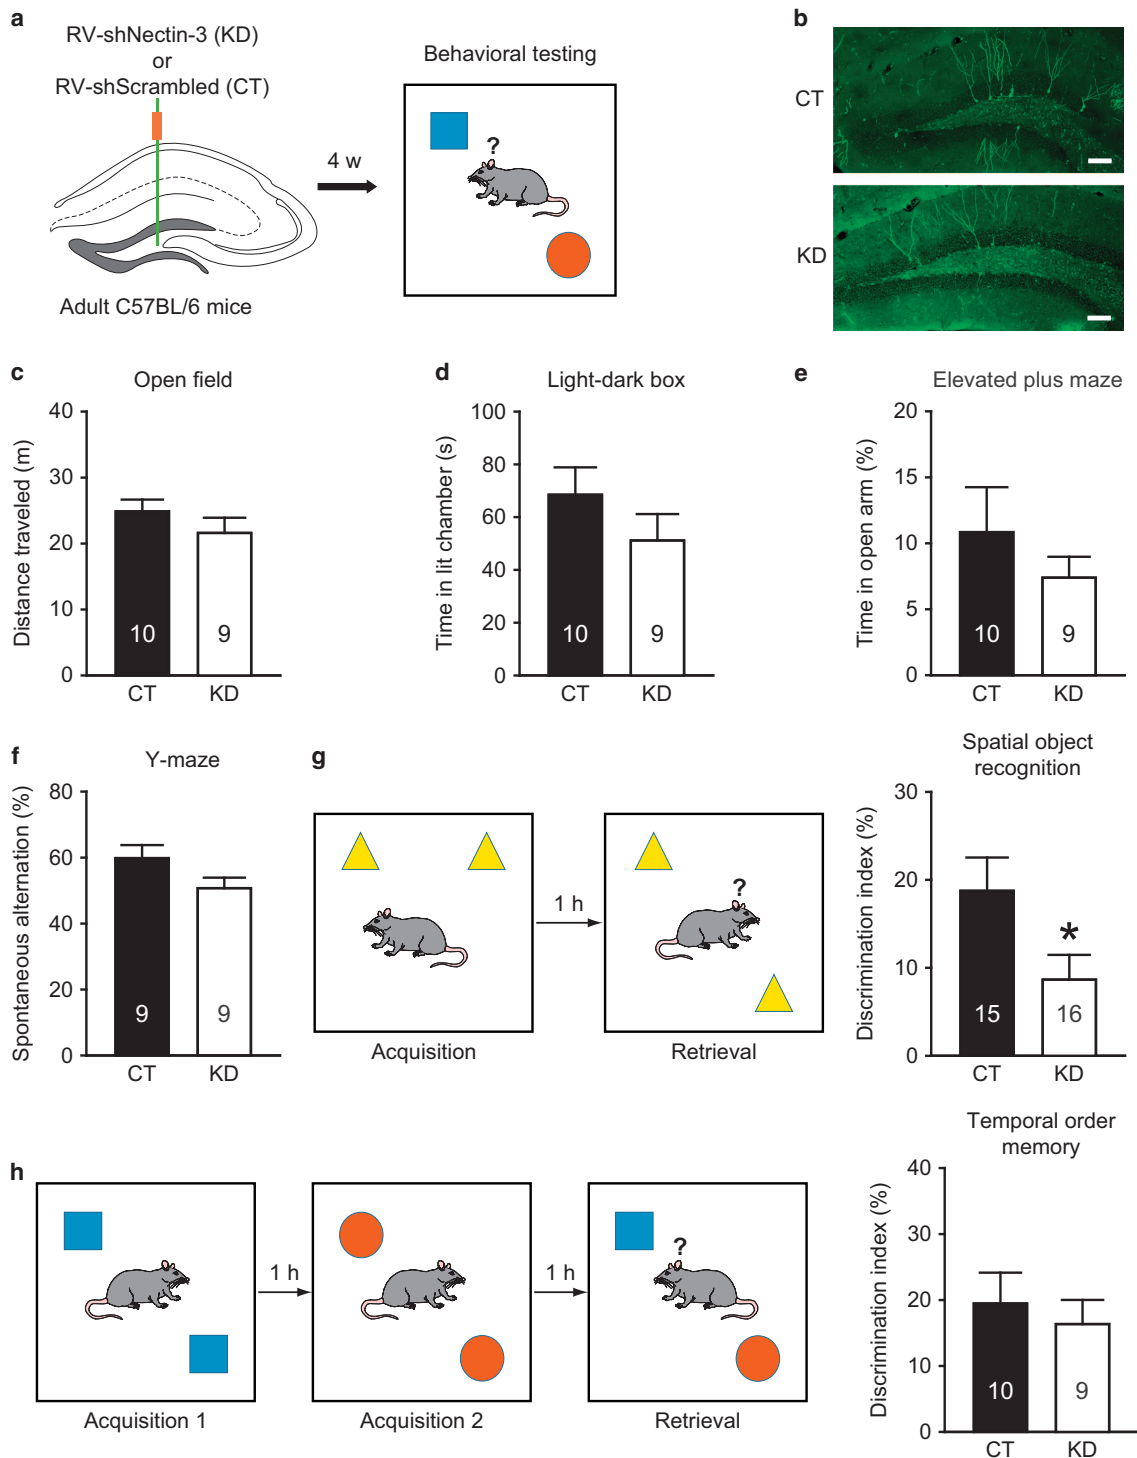 a
RV-shNectin-3 (KD)
or
RV-shScrambled (CT)
4 w
Adult C57BL/6 mice
Behavioral testing
?
b
CT
KD
c
Open field
Distance traveled (m)
40
30
20
10
0
10
9
CT
KD
d
Light-dark box
Time in lit chamber (s)
100
80
60
40
20
0
10
9
CT
KD
e
Elevated plus maze
Time in open arm (%)
20
15
10
5
0
10
9
CT
KD
f
Y-maze
Spontaneous alternation (%)
80
60
40
20
0
9
9
CT
KD
g
Acquisition
1 h
?
Retrieval
Spatial object
recognition
Discrimination index (%)
30
20
10
0
*
15
16
CT
KD
h
Acquisition 1
1 h
Acquisition 2
1 h
?
Retrieval
Temporal order
memory
Discrimination index (%)
40
30
20
10
0
10
9
CT
KD